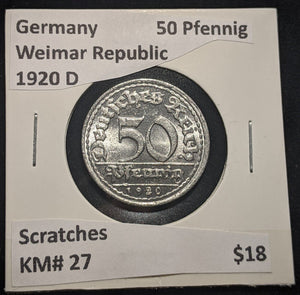 Germany 50 Pfennig
Weimar Republic
1920 D
Deutsches Reich
50
Pfennig
1920
Scratches
KM# 27 $18